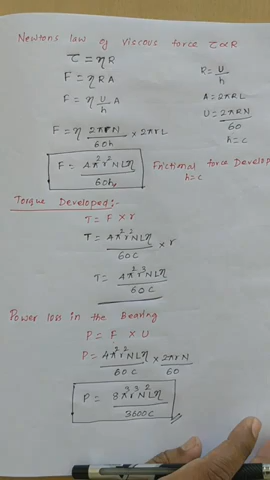 Newtons law of viscous force τ∝R
τ = ηR
F = ηRA
R = U/h
F = η U/h A
A = 2πRL
U = 2πRN/60
F = η 2πrN/60h × 2πrL
h = c
F = 4π²r²NLη/60h
Frictional force Develop
h=c
Torque Developed:-
T = F × r
T = 4π²r²NLη/60C × r
T = 4π²r³NLη/60C
Power loss in the Bearing
P = F × U
P = 4π²r²NLη/60C × 2πrN/60
P = 8π³r³N²Lη/3600C